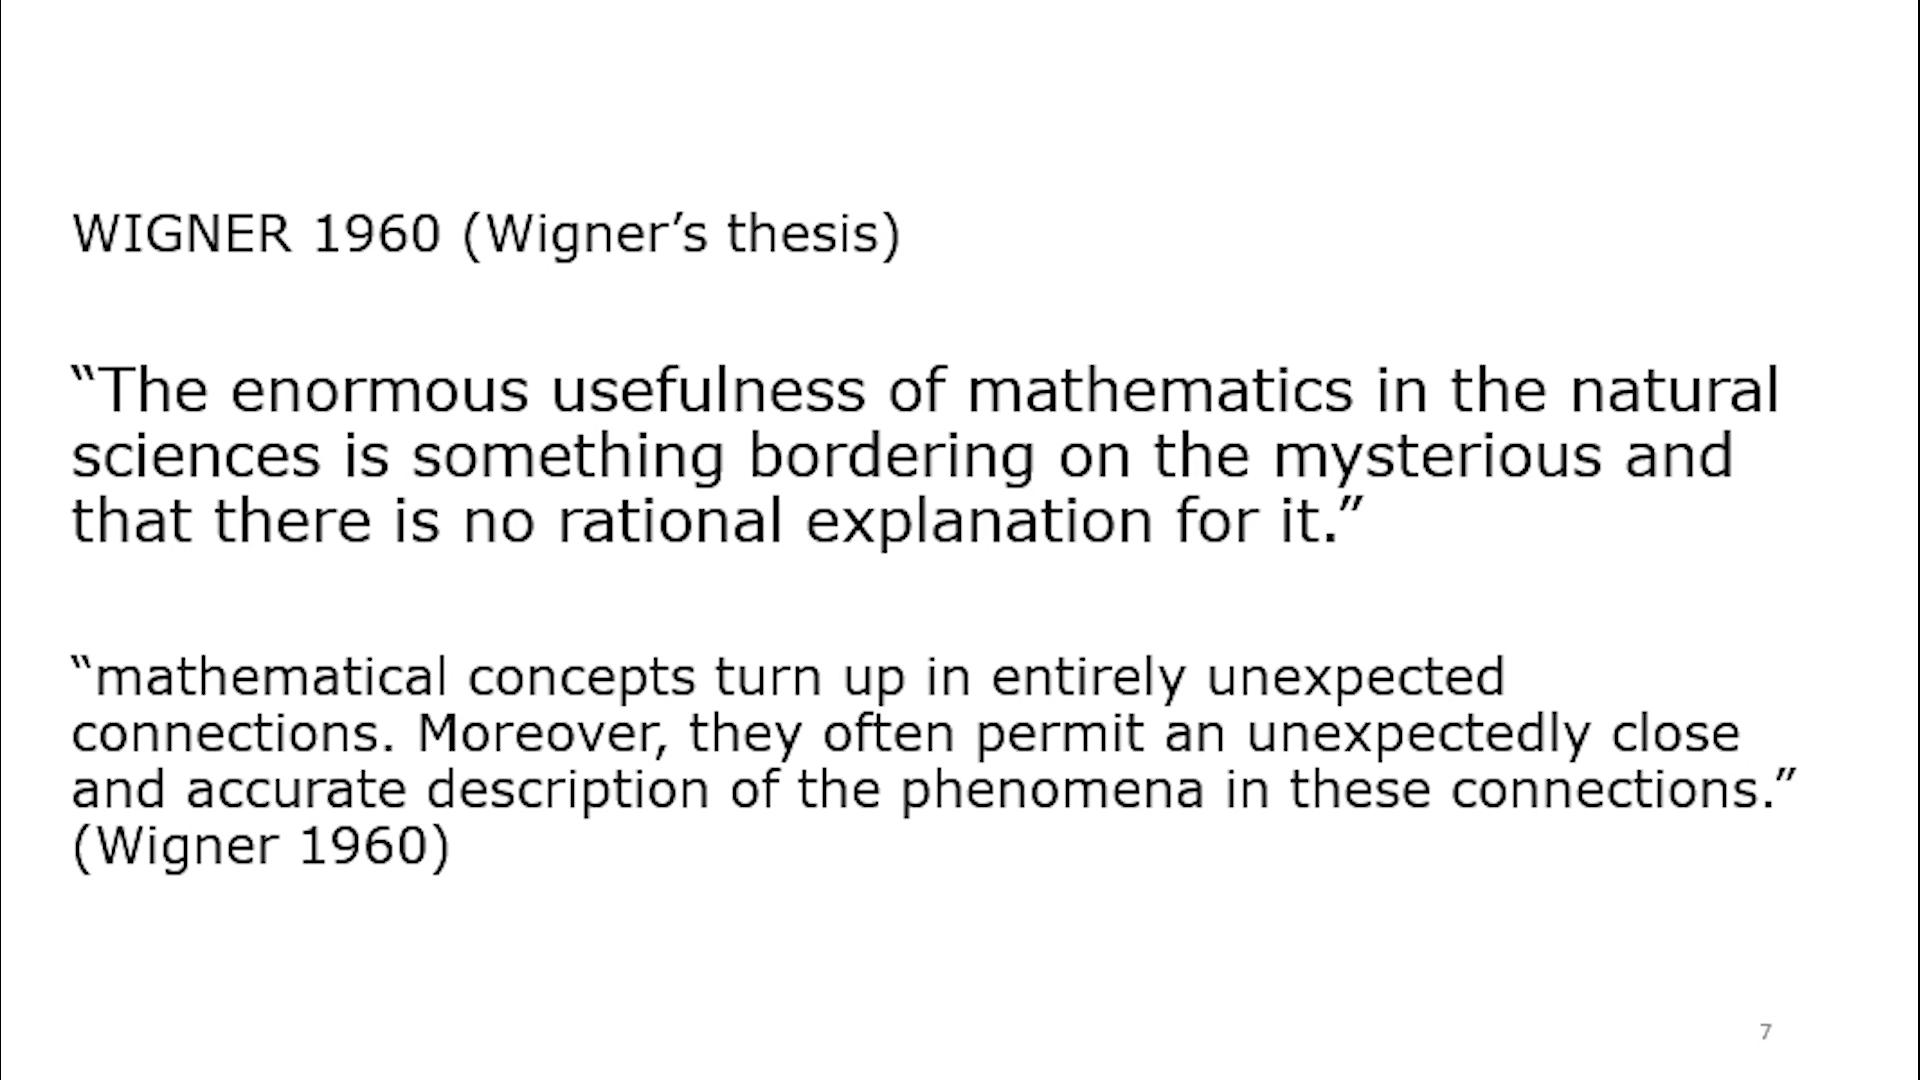 WIGNER 1960 (Wigner’s thesis)
“The enormous usefulness of mathematics in the natural
sciences is something bordering on the mysterious and
that there is no rational explanation for it.”
“mathematical concepts turn up in entirely unexpected
connections. Moreover, they often permit an unexpectedly close
and accurate description of the phenomena in these connections.”
(Wigner 1960)
7